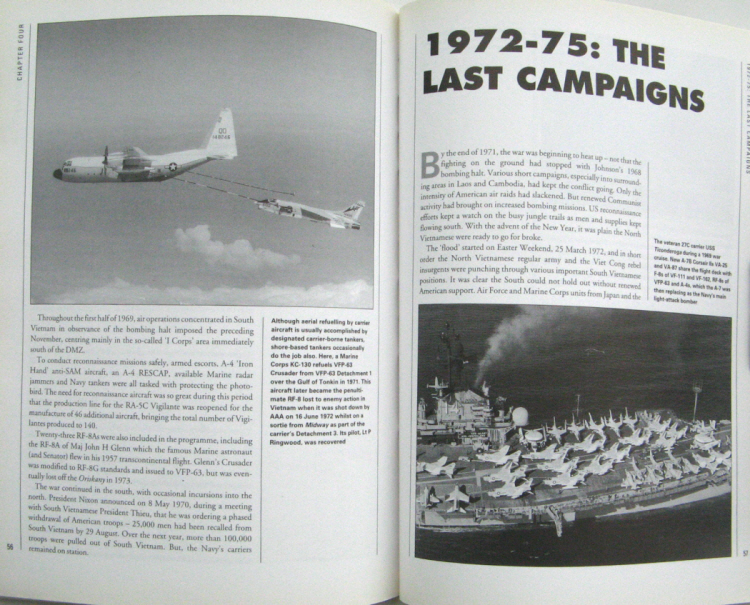 CHAPTER FOUR
Throughout the first half of 1969, air operations concentrated in South
Vietnam in observance of the bombing halt imposed the preceding
November, centring mainly in the so-called 'I Corps' area immediately
south of the DMZ.
To conduct reconnaissance missions safely, armed escorts, A-4 'Iron
Hand' anti-SAM aircraft, an A-4 RESCAP, available Marine radar
jammers and Navy tankers were all tasked with protecting the photo-
bird. The need for reconnaissance aircraft was so great during this period
that the production line for the RA-5C Vigilante was reopened for the
manufacture of 46 additional aircraft, bringing the total number of Vigi-
lantes produced to 140.
Twenty-three RF-8As were also included in the programme, including
the RF-8A of Maj John H Glenn which the famous Marine astronaut
(and Senator) flew in his 1957 transcontinental flight. Glenn's Crusader
was modified to RF-8G standards and issued to VFP-63, but was even-
tually lost off the Oriskany in 1973.
The war continued in the south, with occasional incursions into the
north. President Nixon announced on 8 May 1970, during a meeting
with South Vietnamese President Thieu, that he was ordering a phased
withdrawal of American troops – 25,000 men had been recalled from
South Vietnam by 29 August. Over the next year, more than 100,000
troops were pulled out of South Vietnam. But, the Navy's carriers
remained on station.
56
Although aerial refuelling by carrier
aircraft is usually accomplished by
designated carrier-borne tankers,
shore-based tankers occasionally
do the job also. Here, a Marine
Corps KC-130 refuels VFP-63
Crusader from VFP-63 Detachment 1
over the Gulf of Tonkin in 1971. This
aircraft later became the penulti-
mate RF-8 lost to enemy action in
Vietnam when it was shot down by
AAA on 16 June 1972 whilst on a
sortie from Midway as part of the
carrier's Detachment 3. Its pilot, Lt P
Ringwood, was recovered
1972-75: THE
LAST CAMPAIGNS
1972-75: THE LAST CAMPAIGNS
By the end of 1971, the war was beginning to heat up – not that the
fighting on the ground had stopped with Johnson's 1968
bombing halt. Various short campaigns, especially into surround-
ing areas in Laos and Cambodia, had kept the conflict going. Only the
intensity of American air raids had slackened. But renewed Communist
activity had brought on increased bombing missions. US reconnaissance
efforts kept a watch on the busy jungle trails as men and supplies kept
flowing south. With the advent of the New Year, it was plain the North
Vietnamese were ready to go for broke.
The 'flood' started on Easter Weekend, 25 March 1972, and in short
order the North Vietnamese regular army and the Viet Cong rebel
insurgents were punching through various important South Vietnamese
positions. It was clear the South could not hold out without renewed
American support. Air Force and Marine Corps units from Japan and the
The veteran 27C carrier USS
Ticonderoga during a 1969 war
cruise. New A-7B Corsair IIs VA-25
and VA-87 share the flight deck with
F-8s of VF-111 and VF-162, RF-8s of
VFP-63 and A-4s, which the A-7 was
then replacing as the Navy's main
light-attack bomber
57